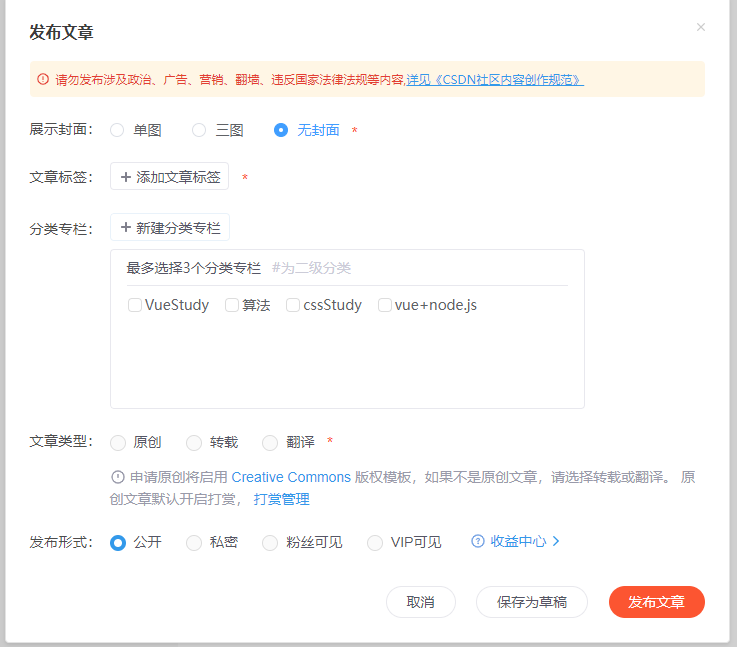 发布文章
请勿发布涉及政治、广告、营销、翻墙、违反国家法律法规等内容,详见《CSDN社区内容创作规范》
展示封面： 单图 三图 无封面 *
文章标签： + 添加文章标签 *
分类专栏： + 新建分类专栏
最多选择3个分类专栏 #为二级分类
VueStudy 算法 cssStudy vue+node.js
文章类型： 原创 转载 翻译 *
申请原创将启用 Creative Commons 版权模板，如果不是原创文章，请选择转载或翻译。 原
创文章默认开启打赏， 打赏管理
发布形式： 公开 私密 粉丝可见 VIP可见 收益中心
取消 保存为草稿 发布文章